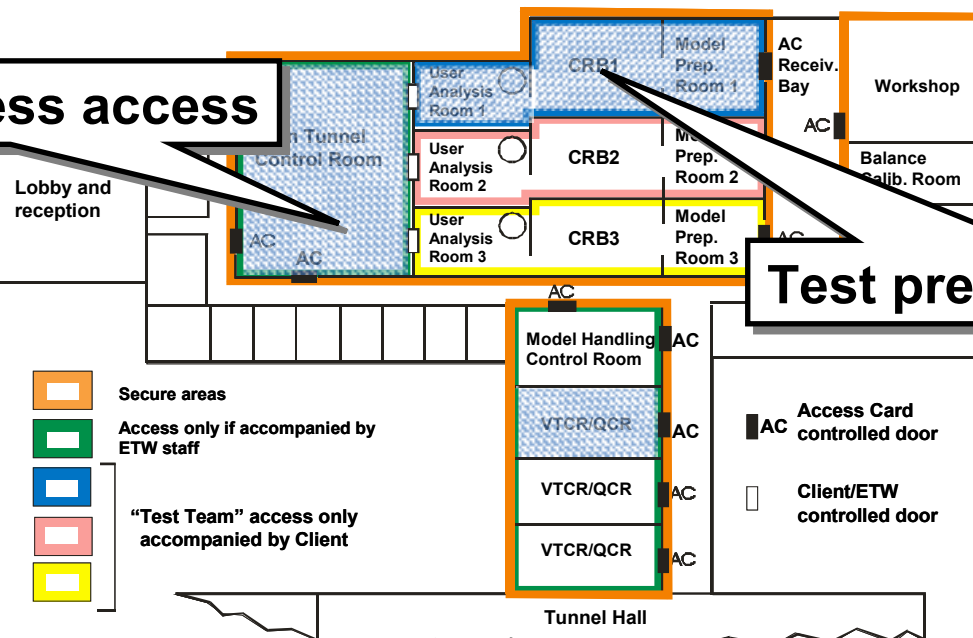 ess access
Test pre
Lobby and
reception
Tunnel
Control Room
AC
AC
User
Analysis
Room 1
CRB1
Model
Prep.
Room 1
AC
Receiv.
Bay
Workshop
AC
User
Analysis
Room 2
CRB2
Prep.
Room 2
Balance
Calib. Room
User
Analysis
Room 3
CRB3
Model
Prep.
Room 3
AC
AC
Model Handling
Control Room
AC
VTCR/QCR
AC
VTCR/QCR
AC
VTCR/QCR
AC
Tunnel Hall
Secure areas
Access only if accompanied by
ETW staff
“Test Team” access only
accompanied by Client
AC
Access Card
controlled door
Client/ETW
controlled door